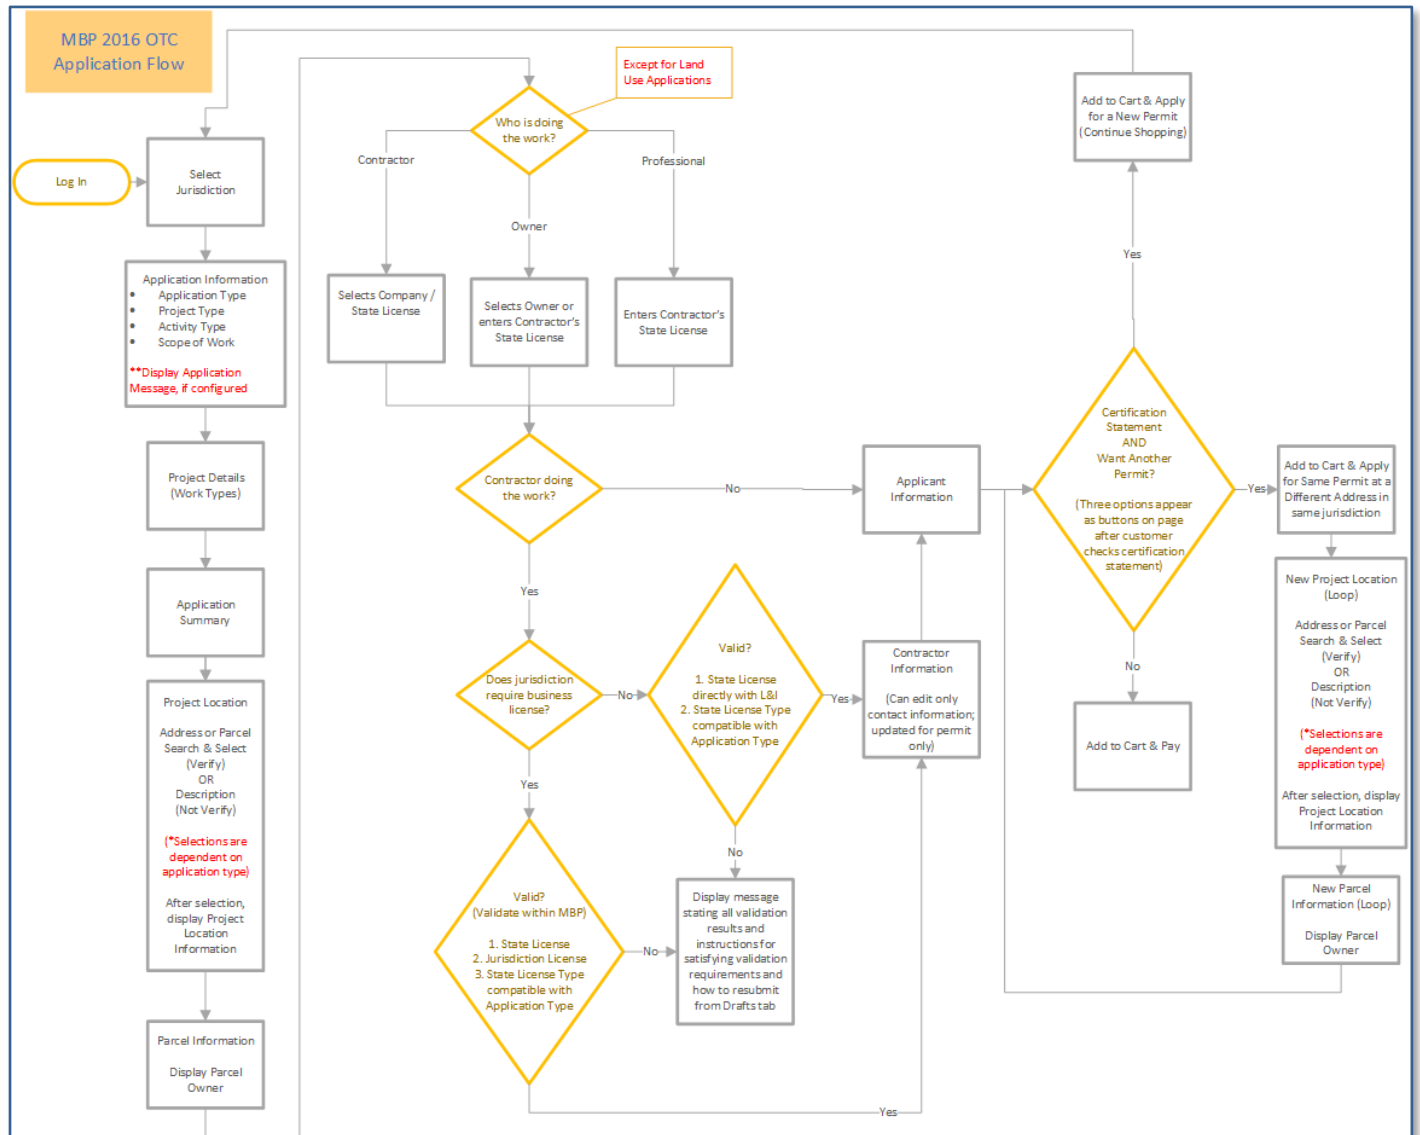 MBP 2016 OTC
Application Flow
Log In
Select
Jurisdiction
Application Information
• Application Type
• Project Type
• Activity Type
• Scope of Work
**Display Application
Message, if configured
Project Details
(Work Types)
Application
Summary
Project Location
Address or Parcel
Search & Select
(Verify)
OR
Description
(Not Verify)
(*Selections are
dependent on
application type)
After selection,
display Project
Location
Information
Parcel Information
Display Parcel
Owner
Except for Land
Use Applications
Who is doing
the work?
Contractor
Owner
Professional
Selects Company /
State License
Selects Owner or
enters Contractor's
State License
Enters Contractor's
State License
Contractor doing
the work?
No
Yes
Does jurisdiction
require business
license?
No
Yes
Valid?
1. State License
directly with L&I
2. State License Type
compatible with
Application Type
Yes
No
Valid?
(Validate within MBP)
1. State License
2. Jurisdiction License
3. State License Type
compatible with
Application Type
No
Yes
Display message
stating all validation
results and
instructions for
satisfying validation
requirements and
how to resubmit
from Drafts tab
Contractor
Information
(Can edit only
contact information;
updated for permit
only)
Applicant
Information
Certification
Statement
AND
Want Another
Permit?
(Three options appear
as buttons on page
after customer
checks certification
statement)
Yes
Add to Cart & Apply
for a New Permit
(Continue Shopping)
Yes
Add to Cart & Apply
for Same Permit at a
Different Address in
same jurisdiction
No
Add to Cart & Pay
New Project Location
(Loop)
Address or Parcel
Search & Select
(Verify)
OR
Description
(Not Verify)
(*Selections are
dependent on
application type)
After selection, display
Project Location
Information
New Parcel
Information (Loop)
Display Parcel
Owner